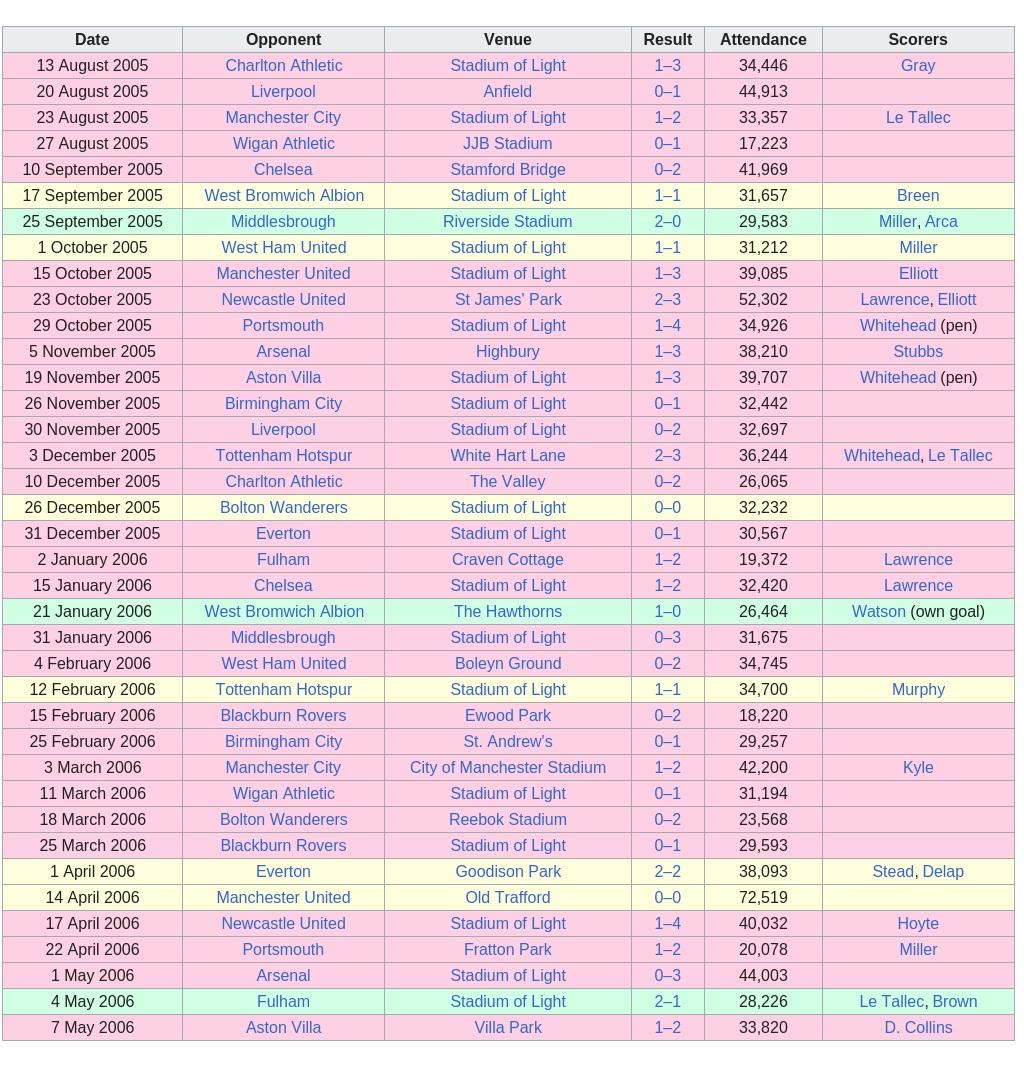 Date Opponent Venue Result Attendance Scorers
13 August 2005 Charlton Athletic Stadium of Light 1–3 34,446 Gray
20 August 2005 Liverpool Anfield 0–1 44,913
23 August 2005 Manchester City Stadium of Light 1–2 33,357 Le Tallec
27 August 2005 Wigan Athletic JJB Stadium 0–1 17,223
10 September 2005 Chelsea Stamford Bridge 0–2 41,969
17 September 2005 West Bromwich Albion Stadium of Light 1–1 31,657 Breen
25 September 2005 Middlesbrough Riverside Stadium 2–0 29,583 Miller, Arca
1 October 2005 West Ham United Stadium of Light 1–1 31,212 Miller
15 October 2005 Manchester United Stadium of Light 1–3 39,085 Elliott
23 October 2005 Newcastle United St James' Park 2–3 52,302 Lawrence, Elliott
29 October 2005 Portsmouth Stadium of Light 1–4 34,926 Whitehead (pen)
5 November 2005 Arsenal Highbury 1–3 38,210 Stubbs
19 November 2005 Aston Villa Stadium of Light 1–3 39,707 Whitehead (pen)
26 November 2005 Birmingham City Stadium of Light 0–1 32,442
30 November 2005 Liverpool Stadium of Light 0–2 32,697
3 December 2005 Tottenham Hotspur White Hart Lane 2–3 36,244 Whitehead, Le Tallec
10 December 2005 Charlton Athletic The Valley 0–2 26,065
26 December 2005 Bolton Wanderers Stadium of Light 0–0 32,232
31 December 2005 Everton Stadium of Light 0–1 30,567
2 January 2006 Fulham Craven Cottage 1–2 19,372 Lawrence
15 January 2006 Chelsea Stadium of Light 1–2 32,420 Lawrence
21 January 2006 West Bromwich Albion The Hawthorns 1–0 26,464 Watson (own goal)
31 January 2006 Middlesbrough Stadium of Light 0–3 31,675
4 February 2006 West Ham United Boleyn Ground 0–2 34,745
12 February 2006 Tottenham Hotspur Stadium of Light 1–1 34,700 Murphy
15 February 2006 Blackburn Rovers Ewood Park 0–2 18,220
25 February 2006 Birmingham City St. Andrew's 0–1 29,257
3 March 2006 Manchester City City of Manchester Stadium 1–2 42,200 Kyle
11 March 2006 Wigan Athletic Stadium of Light 0–1 31,194
18 March 2006 Bolton Wanderers Reebok Stadium 0–2 23,568
25 March 2006 Blackburn Rovers Stadium of Light 0–1 29,593
1 April 2006 Everton Goodison Park 2–2 38,093 Stead, Delap
14 April 2006 Manchester United Old Trafford 0–0 72,519
17 April 2006 Newcastle United Stadium of Light 1–4 40,032 Hoyte
22 April 2006 Portsmouth Fratton Park 1–2 20,078 Miller
1 May 2006 Arsenal Stadium of Light 0–3 44,003
4 May 2006 Fulham Stadium of Light 2–1 28,226 Le Tallec, Brown
7 May 2006 Aston Villa Villa Park 1–2 33,820 D. Collins